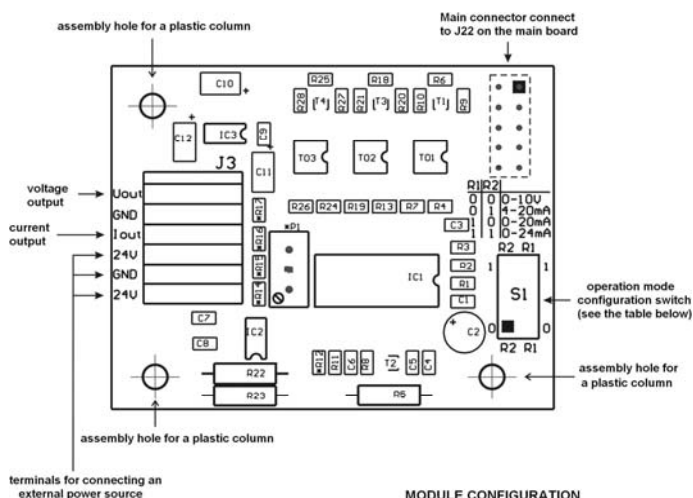 Main connector connect
to J22 on the main board
assembly hole for a plastic column
C10
R25
R18
R6
R28
T4
R27
R21
T3
R20
R10
T1
R9
C12
IC3
C9
J3
C11
TO3
TO2
TO1
voltage
output
Uout
GND
current
output
Iout
24V
GND
24V
*R17
*R16
*R15
*R14
R26 R24 R19 R13 R7 R4
R1 R2
0 0 0-10V
0 1 4-20mA
1 0 0-20mA
1 1 0-24mA
*P1
C3
R3
R2
R1
C1
IC1
R2 R1
1 1
S1
0 0
R2 R1
operation mode
configuration switch
(see the table below)
C7
C8
IC2
C2
R22
R23
*R12
R11
C6
R8
T2
C5
C4
R5
assembly hole for
a plastic column
assembly hole for a plastic column
terminals for connecting an
external power source
MODULE CONFIGURATION